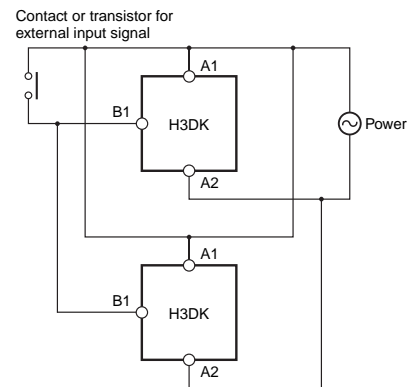 Contact or transistor for
external input signal
A1
B1
H3DK
Power
A2
A1
B1
H3DK
A2